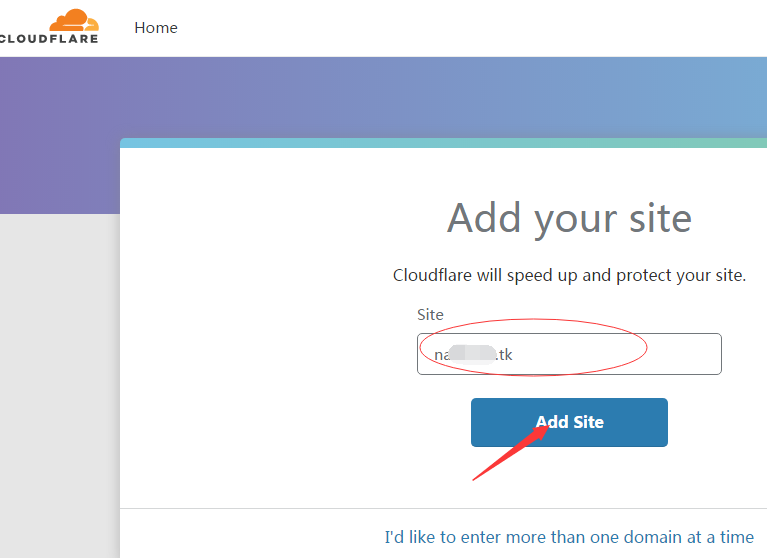 CLOUDFLARE
Home
Add your site
Cloudflare will speed up and protect your site.
Site
na .tk
Add Site
I'd like to enter more than one domain at a time